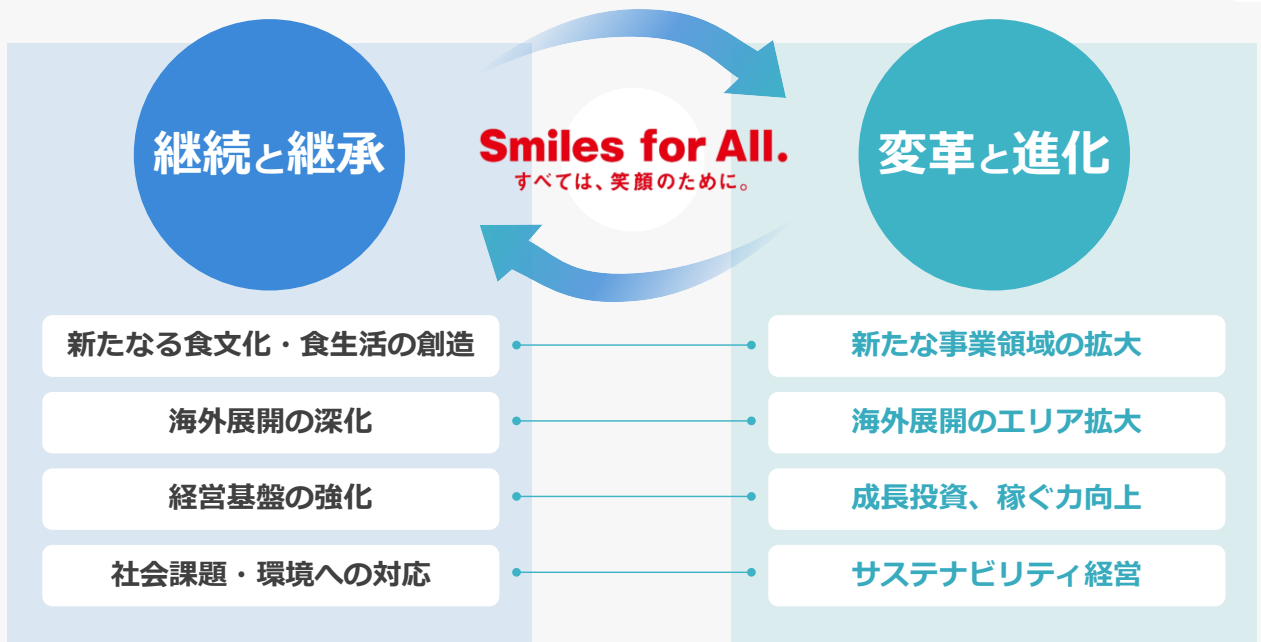 継続と継承
Smiles for All.
すべては、笑顔のために。
変革と進化
新たなる食文化・食生活の創造
新たな事業領域の拡大
海外展開の深化
海外展開のエリア拡大
経営基盤の強化
成長投資、稼ぐ力向上
社会課題・環境への対応
サステナビリティ経営